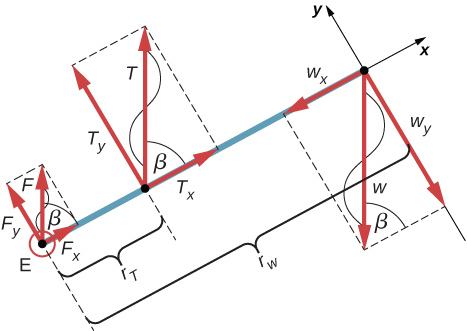 y
x
w_x
T
w_y
T_y
β
F
T_x
w
F_y
β
β
F_x
E
r_T
r_w